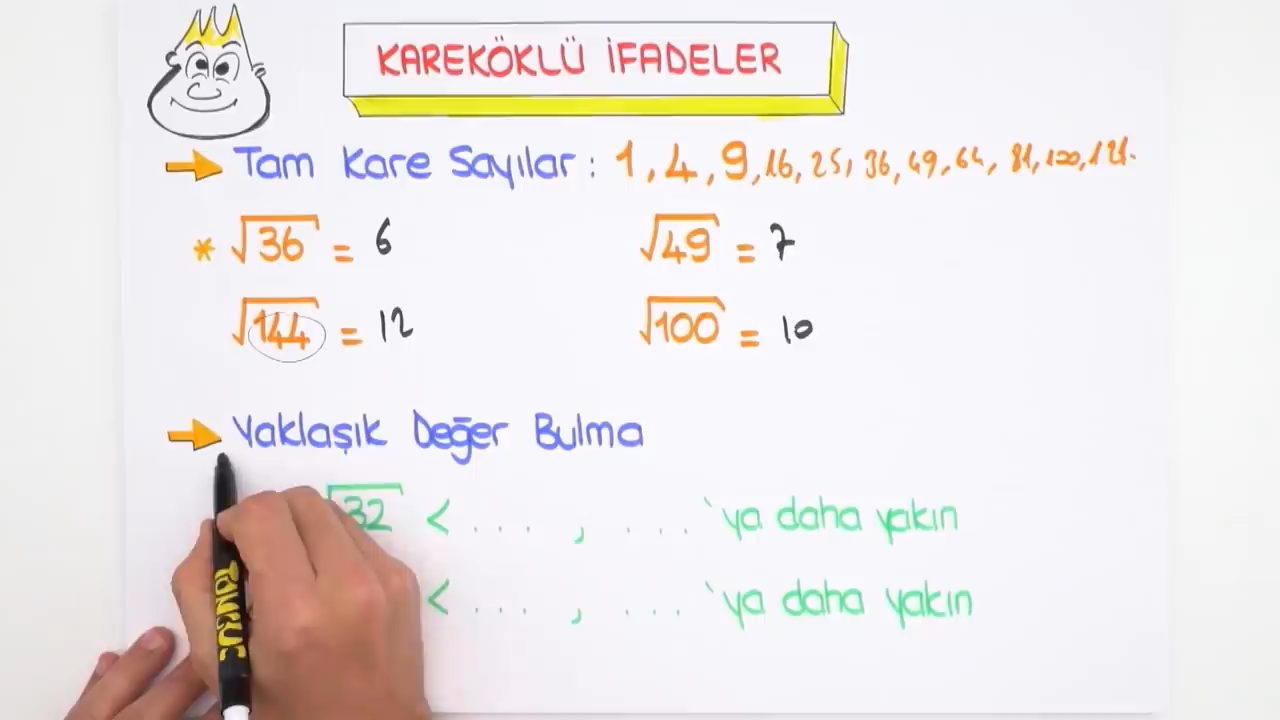 KAREKÖKLÜ İFADELER
Tam Kare Sayılar : 1, 4, 9, 16, 25, 36, 49, 64, 81, 100, 121.
* √36 = 6 √49 = 7
√144 = 12 √100 = 10
Yaklaşık Değer Bulma
√32 < ... , ... 'ya daha yakın
< ... , ... 'ya daha yakın
TONGUÇ